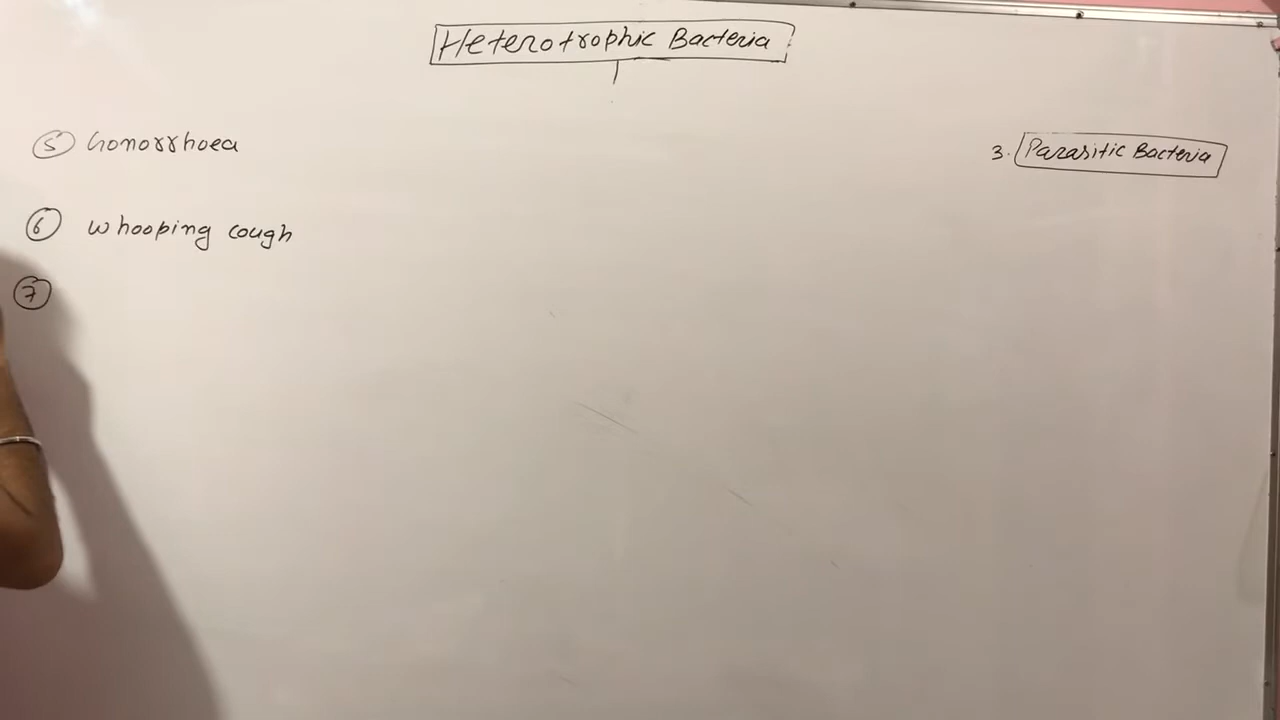 Heterotrophic Bacteria
5 Gonorrhoea
3. Parasitic Bacteria
6 whooping cough
7